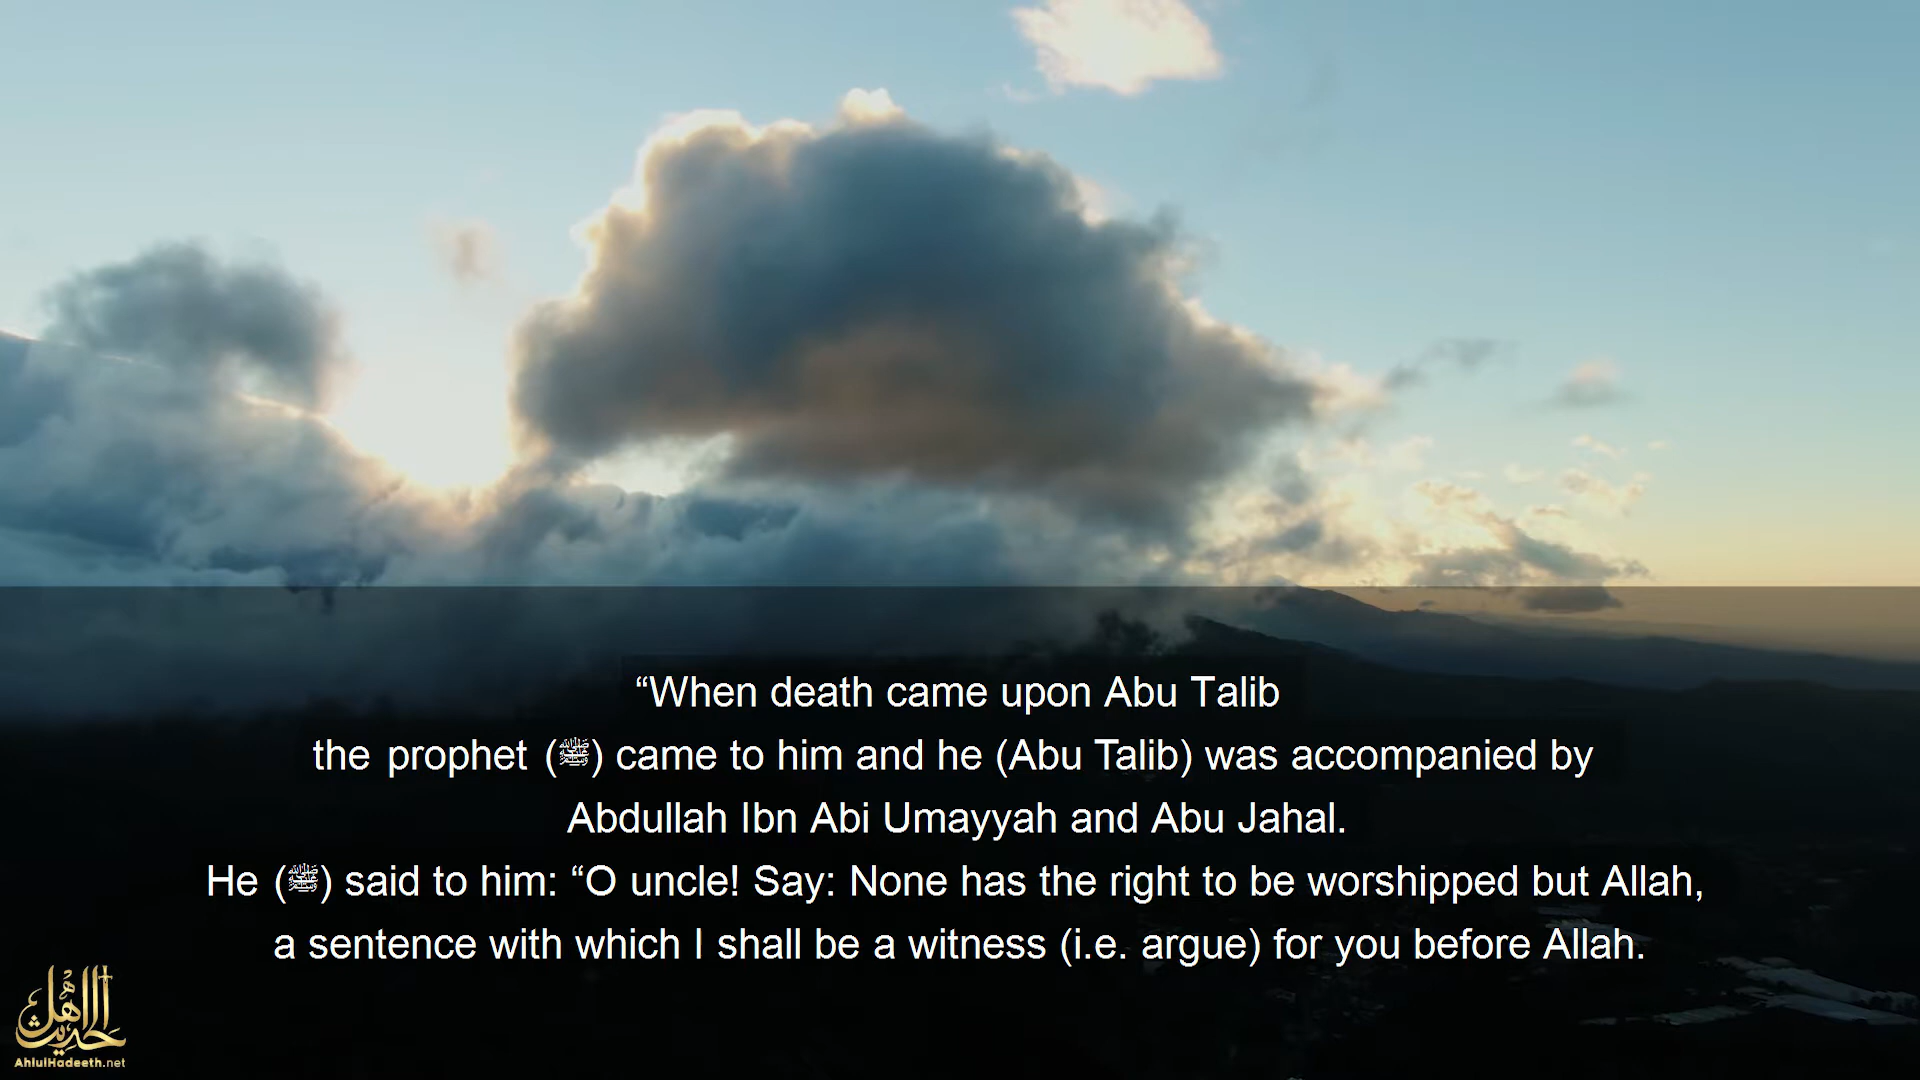 “When death came upon Abu Talib
the prophet (ﷺ) came to him and he (Abu Talib) was accompanied by
Abdullah Ibn Abi Umayyah and Abu Jahal.
He (ﷺ) said to him: “O uncle! Say: None has the right to be worshipped but Allah,
a sentence with which I shall be a witness (i.e. argue) for you before Allah.
اهل الحديث
AhlulHadeeth.net